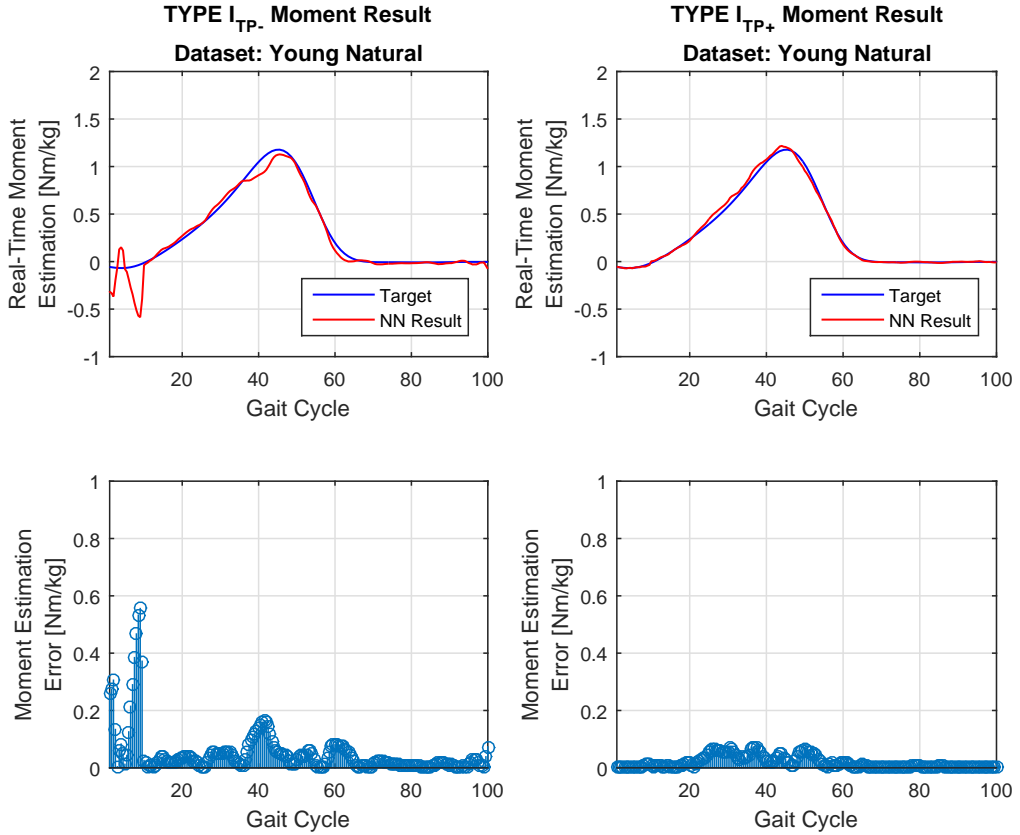 TYPE I_TP- Moment Result
Dataset: Young Natural
Real-Time Moment
Estimation [Nm/kg]
2
1.5
1
0.5
0
-0.5
-1
Target
NN Result
20
40
60
80
100
Gait Cycle
TYPE I_TP+ Moment Result
Dataset: Young Natural
Real-Time Moment
Estimation [Nm/kg]
2
1.5
1
0.5
0
-0.5
-1
Target
NN Result
20
40
60
80
100
Gait Cycle
Moment Estimation
Error [Nm/kg]
1
0.8
0.6
0.4
0.2
0
20
40
60
80
100
Gait Cycle
Moment Estimation
Error [Nm/kg]
1
0.8
0.6
0.4
0.2
0
20
40
60
80
100
Gait Cycle